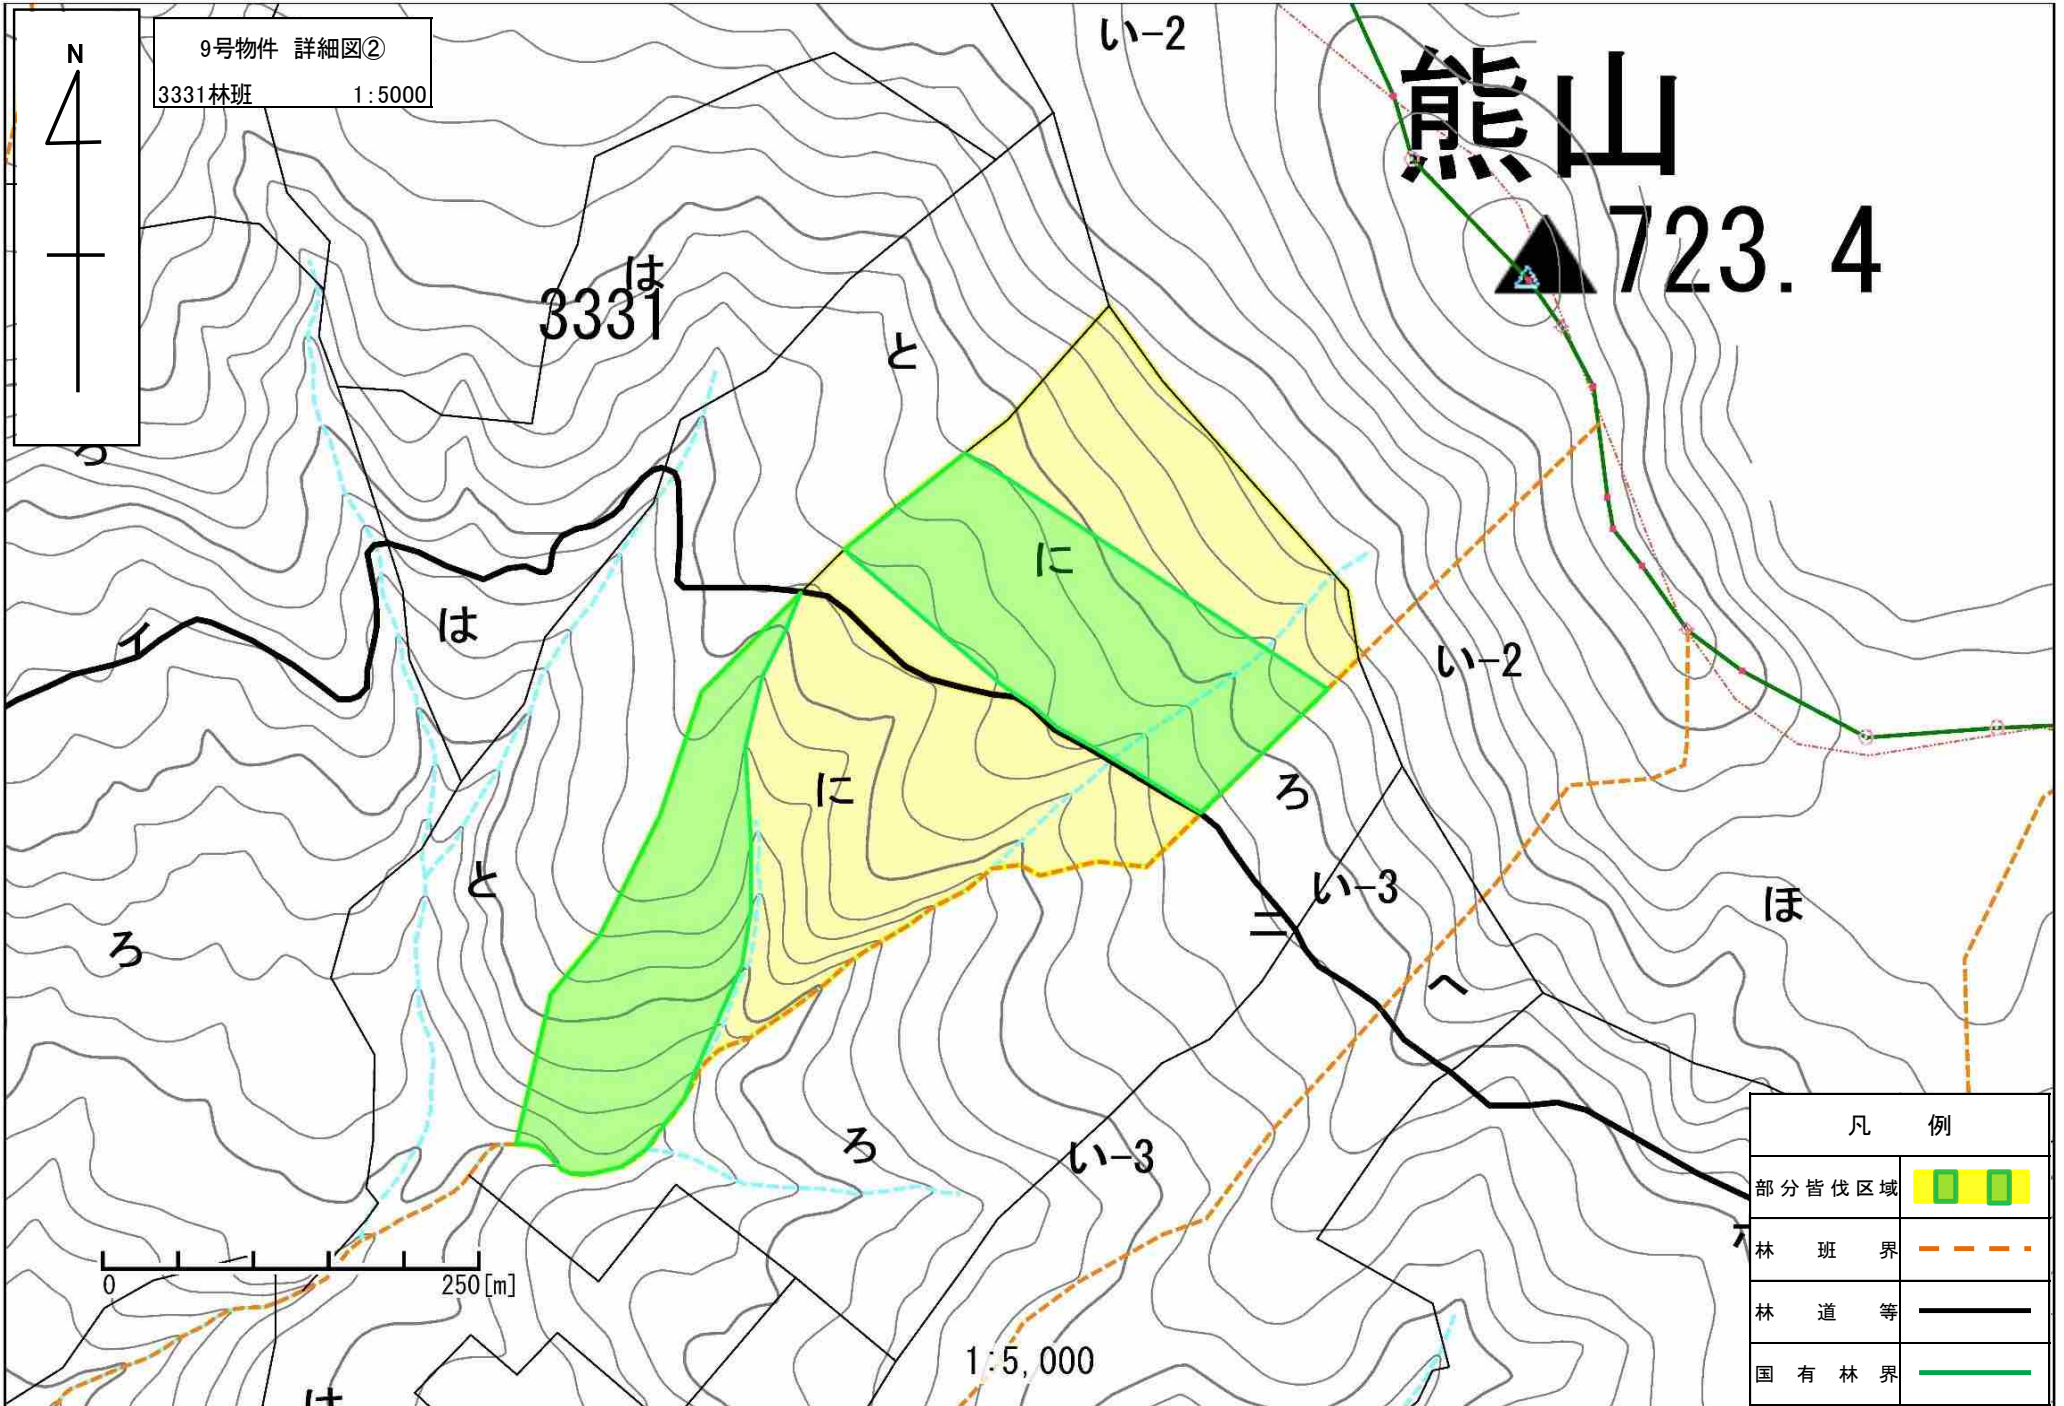 N
9号物件 詳細図②
3331林班 1:5000
い-2
熊山
723.4
は
3331
と
ろ
に
イ
は
い-2
に
ろ
と
い-3
ニ
ほ
ろ
へ
ろ
い-3
0 250[m]
1:5,000
は
凡 例
部分皆伐区域
林班界
林道等
国有林界